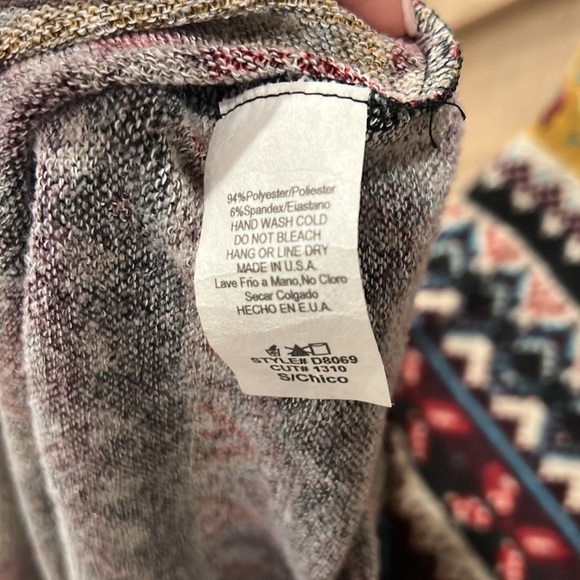 94%Polyester/Poliester
6%Spandex/Elastano
HAND WASH COLD
DO NOT BLEACH
HANG OR LINE DRY
MADE IN U.S.A.
Lave Frio a Mano,No Cloro
Secar Colgado
HECHO EN E.U.A.
STYLE# D8069
CUT# 1310
S/Chico